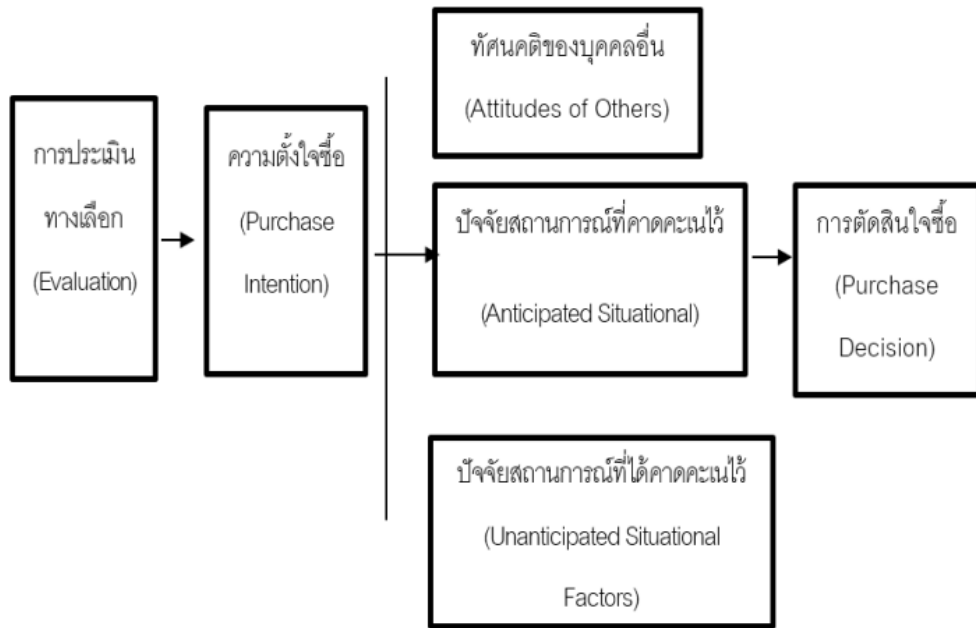 การประเมิน
ทางเลือก
(Evaluation)
ความตั้งใจซื้อ
(Purchase
Intention)
ทัศนคติของบุคคลอื่น
(Attitudes of Others)
ปัจจัยสถานการณ์ที่คาดคะเนไว้
(Anticipated Situational)
ปัจจัยสถานการณ์ที่ได้คาดคะเนไว้
(Unanticipated Situational
Factors)
การตัดสินใจซื้อ
(Purchase
Decision)